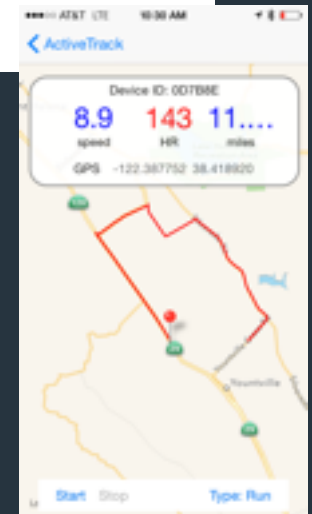 AT&T LTE 10:30 AM
ActiveTrack
Device ID: 0D7B8E
8.9 143 11....
speed HR miles
GPS -122.387752 38.418920
Yountville
Yountville
Start Stop Type: Run